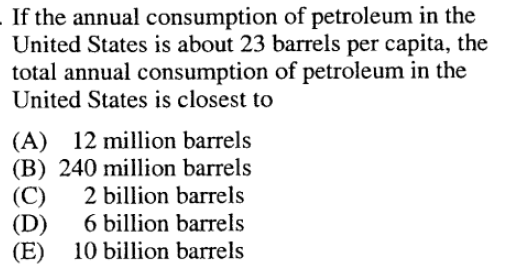 . If the annual consumption of petroleum in the
United States is about 23 barrels per capita, the
total annual consumption of petroleum in the
United States is closest to
(A) 12 million barrels
(B) 240 million barrels
(C) 2 billion barrels
(D) 6 billion barrels
(E) 10 billion barrels